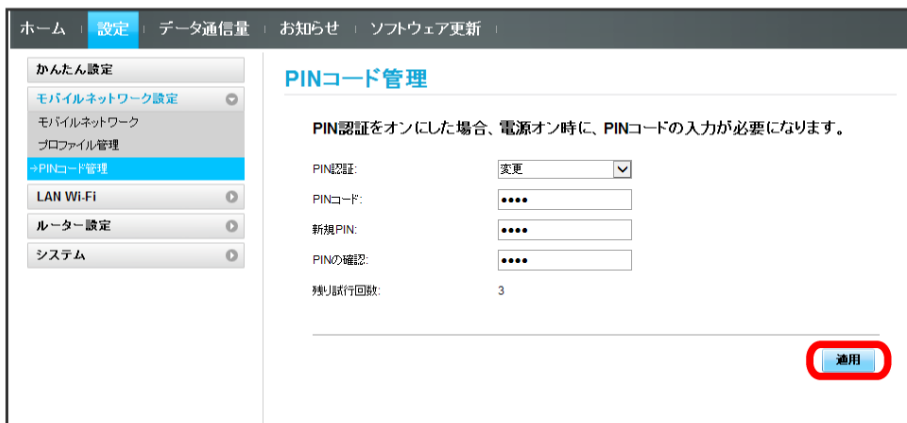 ホーム 設定 データ通信量 お知らせ ソフトウェア更新
かんたん設定
モバイルネットワーク設定
モバイルネットワーク
プロファイル管理
→PINコード管理
LAN Wi-Fi
ルーター設定
システム
PINコード管理
PIN認証をオンにした場合、電源オン時に、PINコードの入力が必要になります。
PIN認証: 変更
PINコード: ••••
新規PIN: ••••
PINの確認: ••••
残り試行回数: 3
適用